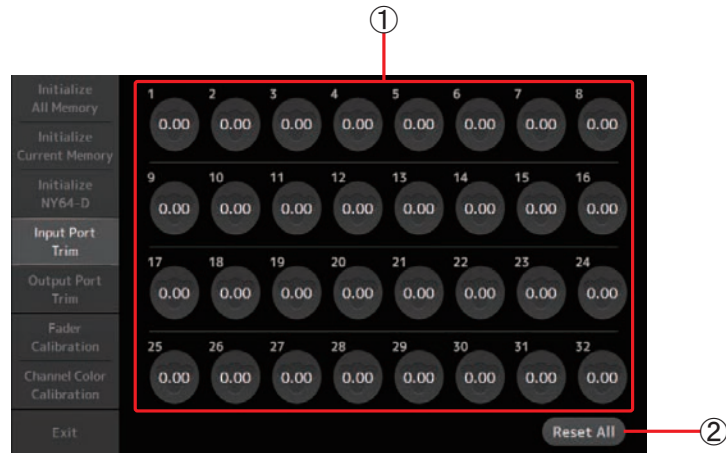 ①
Initialize
All Memory
Initialize
Current Memory
Initialize
NY64-D
Input Port
Trim
Output Port
Trim
Fader
Calibration
Channel Color
Calibration
Exit
1 2 3 4 5 6 7 8
0.00 0.00 0.00 0.00 0.00 0.00 0.00 0.00
9 10 11 12 13 14 15 16
0.00 0.00 0.00 0.00 0.00 0.00 0.00 0.00
17 18 19 20 21 22 23 24
0.00 0.00 0.00 0.00 0.00 0.00 0.00 0.00
25 26 27 28 29 30 31 32
0.00 0.00 0.00 0.00 0.00 0.00 0.00 0.00
Reset All
②